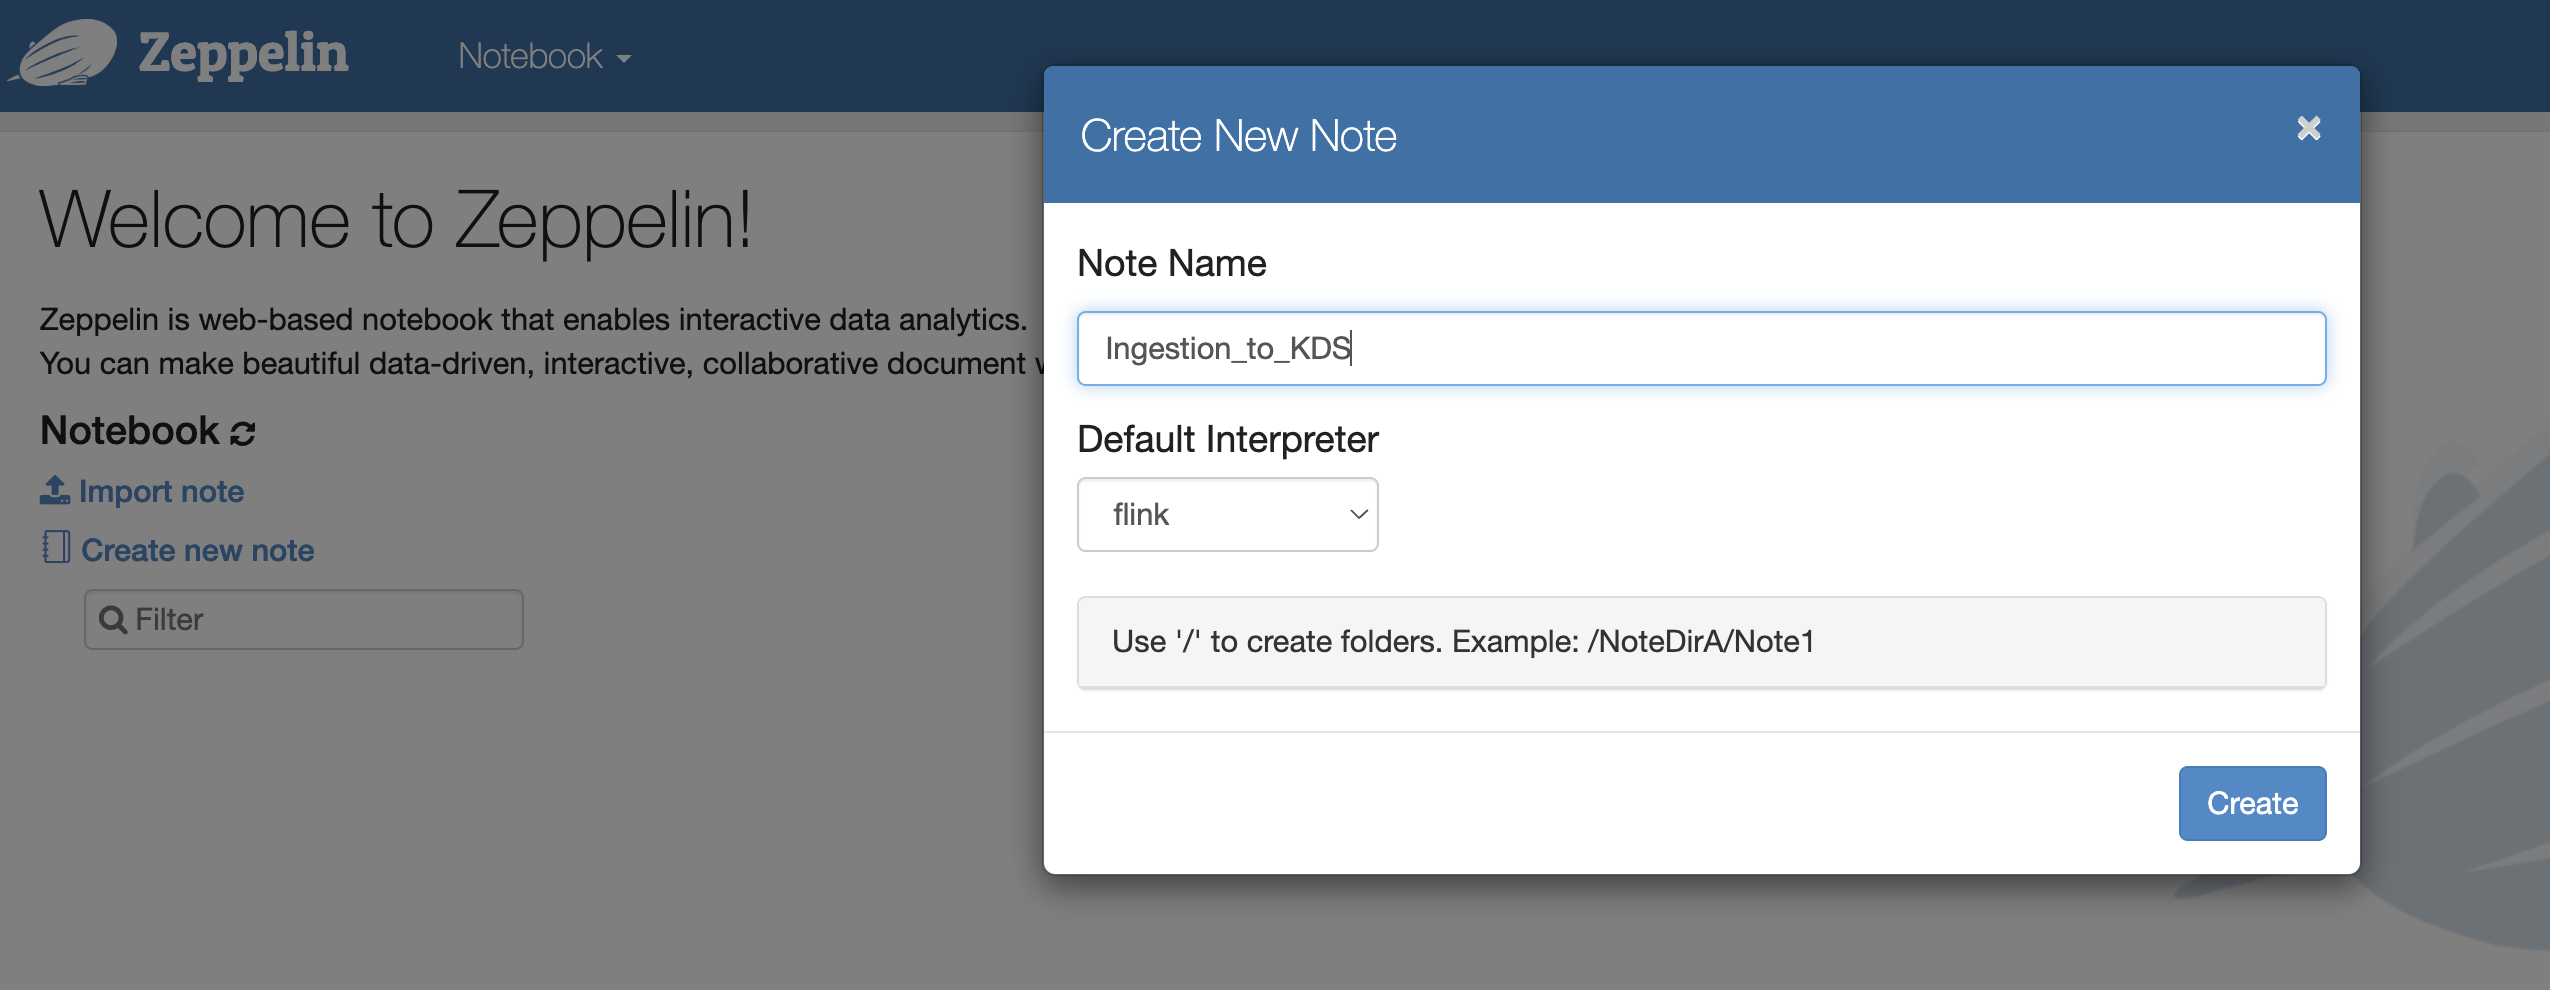 Zeppelin
Notebook
Create New Note
Welcome to Zeppelin!
Zeppelin is web-based notebook that enables interactive data analytics.
You can make beautiful data-driven, interactive, collaborative document
Notebook
Import note
Create new note
Filter
Note Name
Ingestion_to_KDS
Default Interpreter
flink
Use '/' to create folders. Example: /NoteDirA/Note1
Create